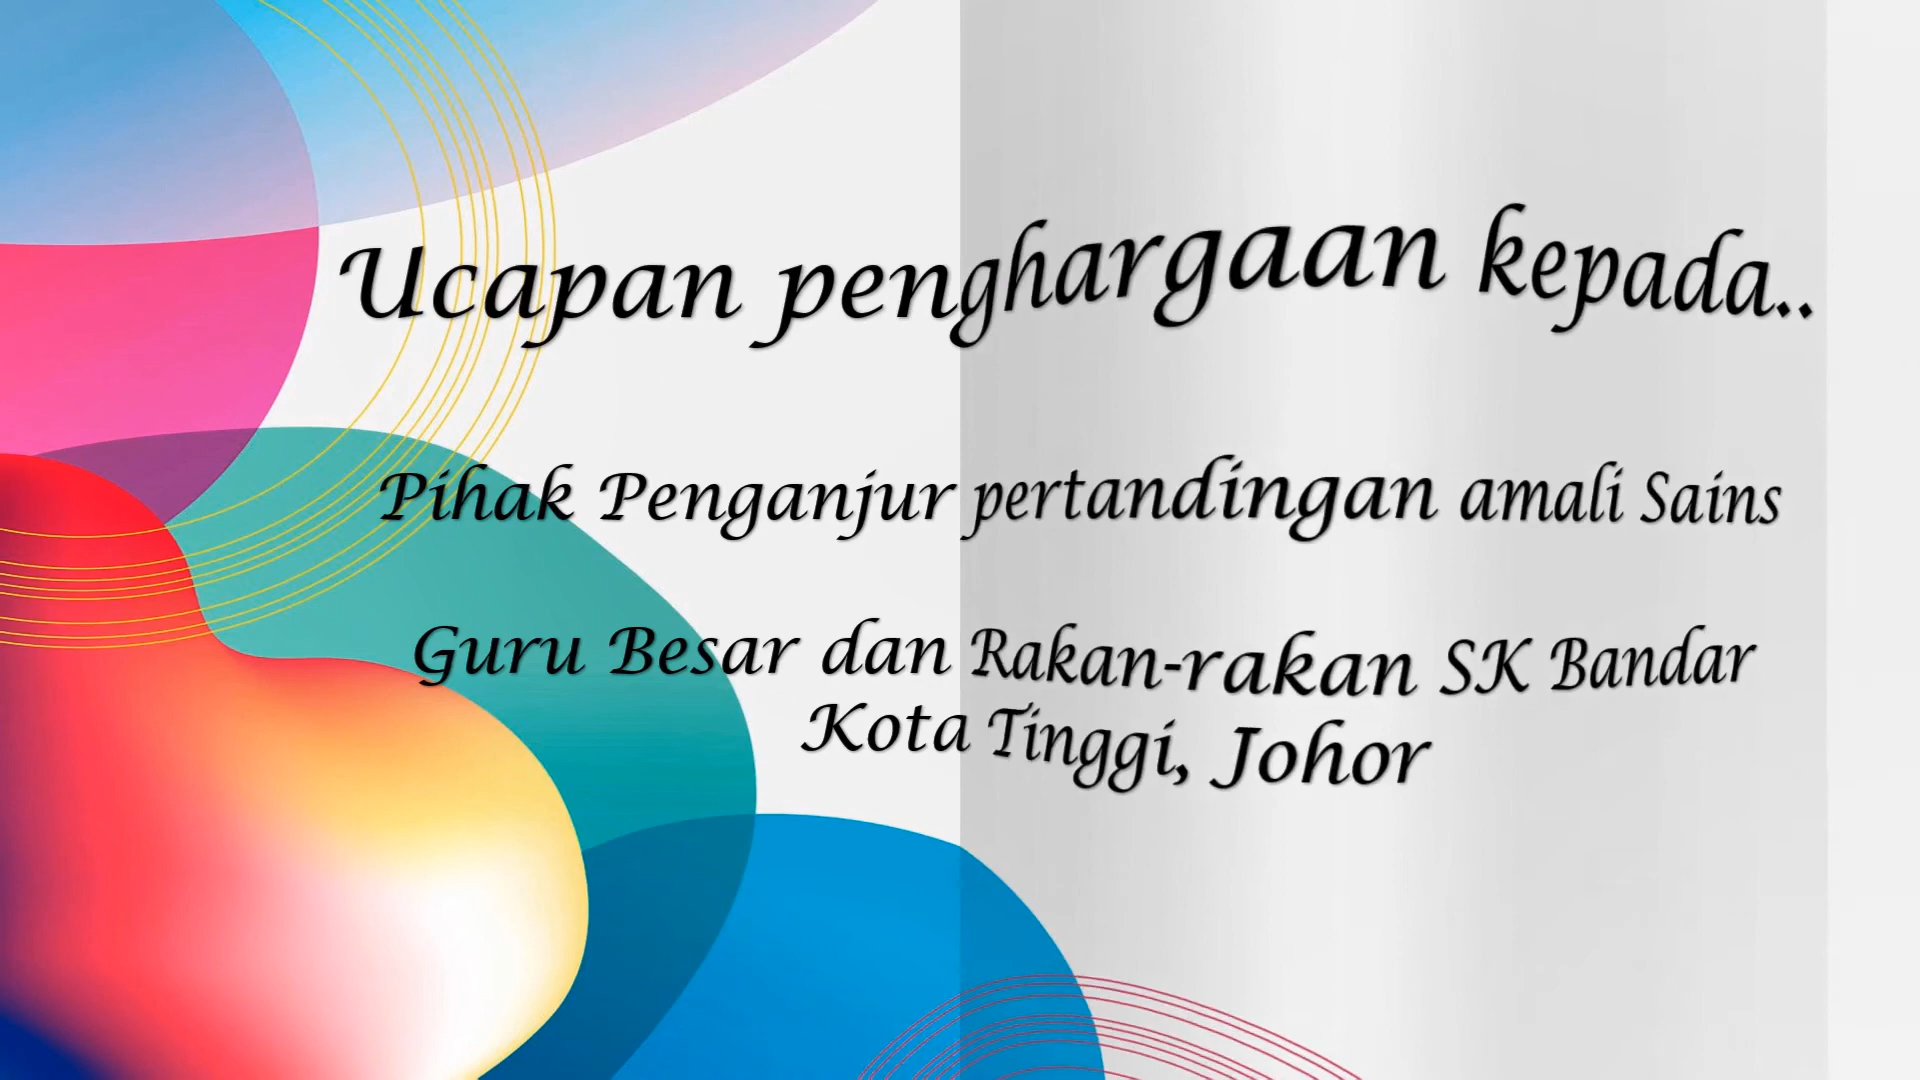 Ucapan penghargaan kepada..
Pihak Penganjur pertandingan amali Sains
Guru Besar dan Rakan-rakan SK Bandar
Kota Tinggi, Johor